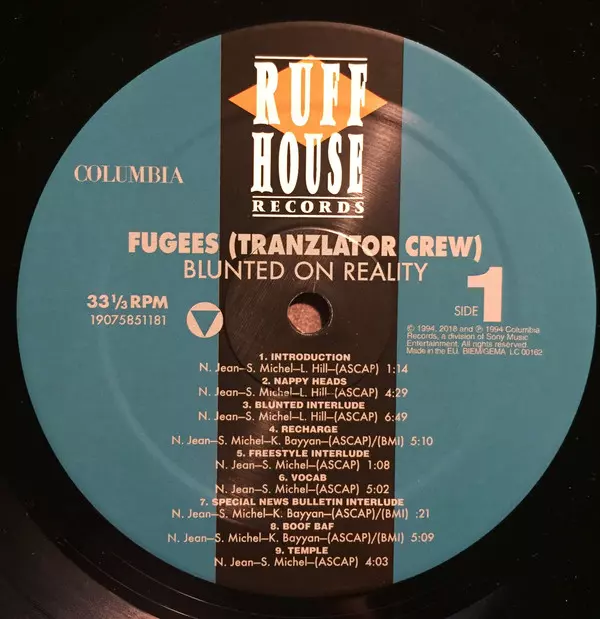 RUFF
HOUSE
RECORDS
COLUMBIA
FUGEES (TRANZLATOR CREW)
BLUNTED ON REALITY
33 1/3 RPM
19075851181
SIDE 1
© 1994, 2018 and ℗ 1994 Columbia
Records, a division of Sony Music
Entertainment. All rights reserved.
Made in the EU. BIEM/GEMA LC 00162
1. INTRODUCTION
N. Jean–S. Michel–L. Hill–(ASCAP) 1:14
2. NAPPY HEADS
N. Jean–S. Michel–L. Hill–(ASCAP) 4:29
3. BLUNTED INTERLUDE
N. Jean–S. Michel–L. Hill–(ASCAP) 6:49
4. RECHARGE
N. Jean–S. Michel–K. Bayyan–(ASCAP)/(BMI) 5:10
5. FREESTYLE INTERLUDE
N. Jean–S. Michel–(ASCAP) 1:08
6. VOCAB
N. Jean–S. Michel–(ASCAP) 5:02
7. SPECIAL NEWS BULLETIN INTERLUDE
N. Jean–S. Michel–K. Bayyan–(ASCAP)/(BMI) :21
8. BOOF BAF
N. Jean–S. Michel–K. Bayyan–(ASCAP)/(BMI) 5:09
9. TEMPLE
N. Jean–S. Michel–(ASCAP) 4:03